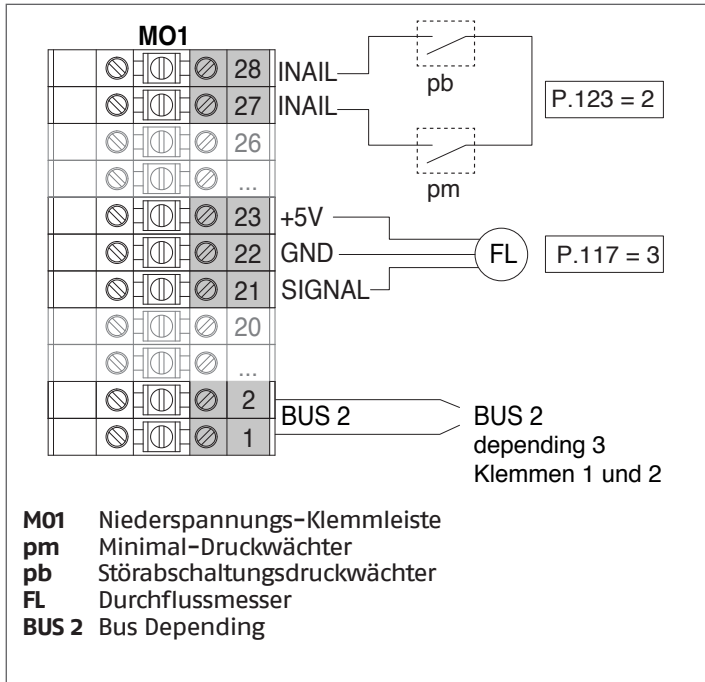 MO1
28 INAIL
pb
27 INAIL
P.123 = 2
26
pm
...
23 +5V
22 GND
FL
P.117 = 3
21 SIGNAL
20
...
2
BUS 2
1
BUS 2
depending 3
Klemmen 1 und 2
M01 Niederspannungs-Klemmleiste
pm Minimal-Druckwächter
pb Störabschaltungsdruckwächter
FL Durchflussmesser
BUS 2 Bus Depending